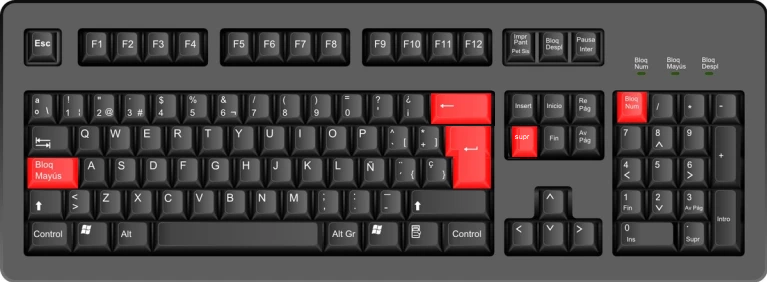 Esc F1 F2 F3 F4 F5 F6 F7 F8 F9 F10 F11 F12
Impr
Pant
Pet Sis
Bloq
Despl
Pausa
Inter
Bloq
Num
Bloq
Mayús
Bloq
Despl
a
o \
!
1 ¦
"
2 @
·
3 #
$
4
%
5
&
6 ¬
/
7
(
8
)
9
=
0
?
'
¿
¡
←
Insert Inicio
Re
Pág
Bloq
Num
/ * -
Q W E R T Y U I O P
^
` [
*
+ ]
supr Fin
Av
Pág
7
8
^
9
+
Bloq
Mayús
A S D F G H J K L Ñ
¨
´ {
ç
}
4
<
5
6
>
<
>
Z X C V B N M
;
,
:
.
_
-
^
1
Fin
2
v
3
Av Pág
Intro
Control Alt Alt Gr Control
< v >
0
Ins
.
Supr